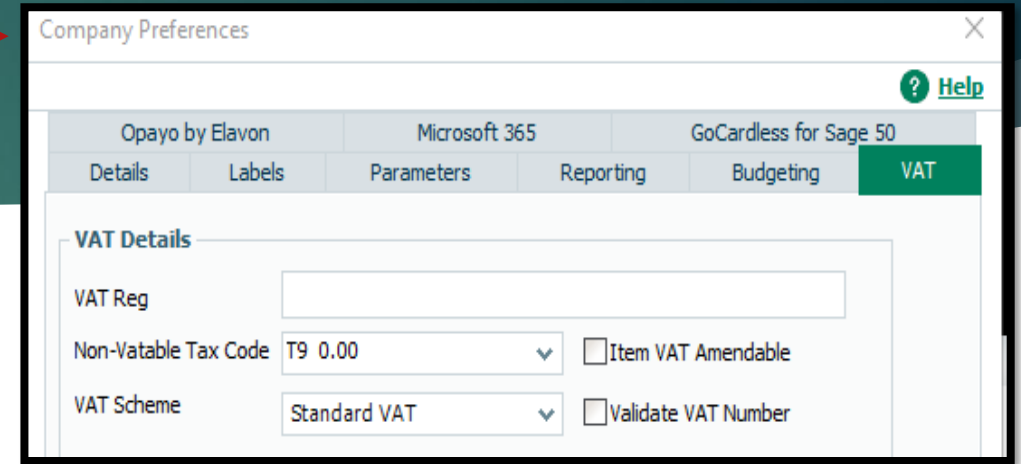 Company Preferences
? Help
Opayo by Elavon Microsoft 365 GoCardless for Sage 50
Details Labels Parameters Reporting Budgeting VAT
VAT Details
VAT Reg
Non-Vatable Tax Code T9 0.00 Item VAT Amendable
VAT Scheme Standard VAT Validate VAT Number